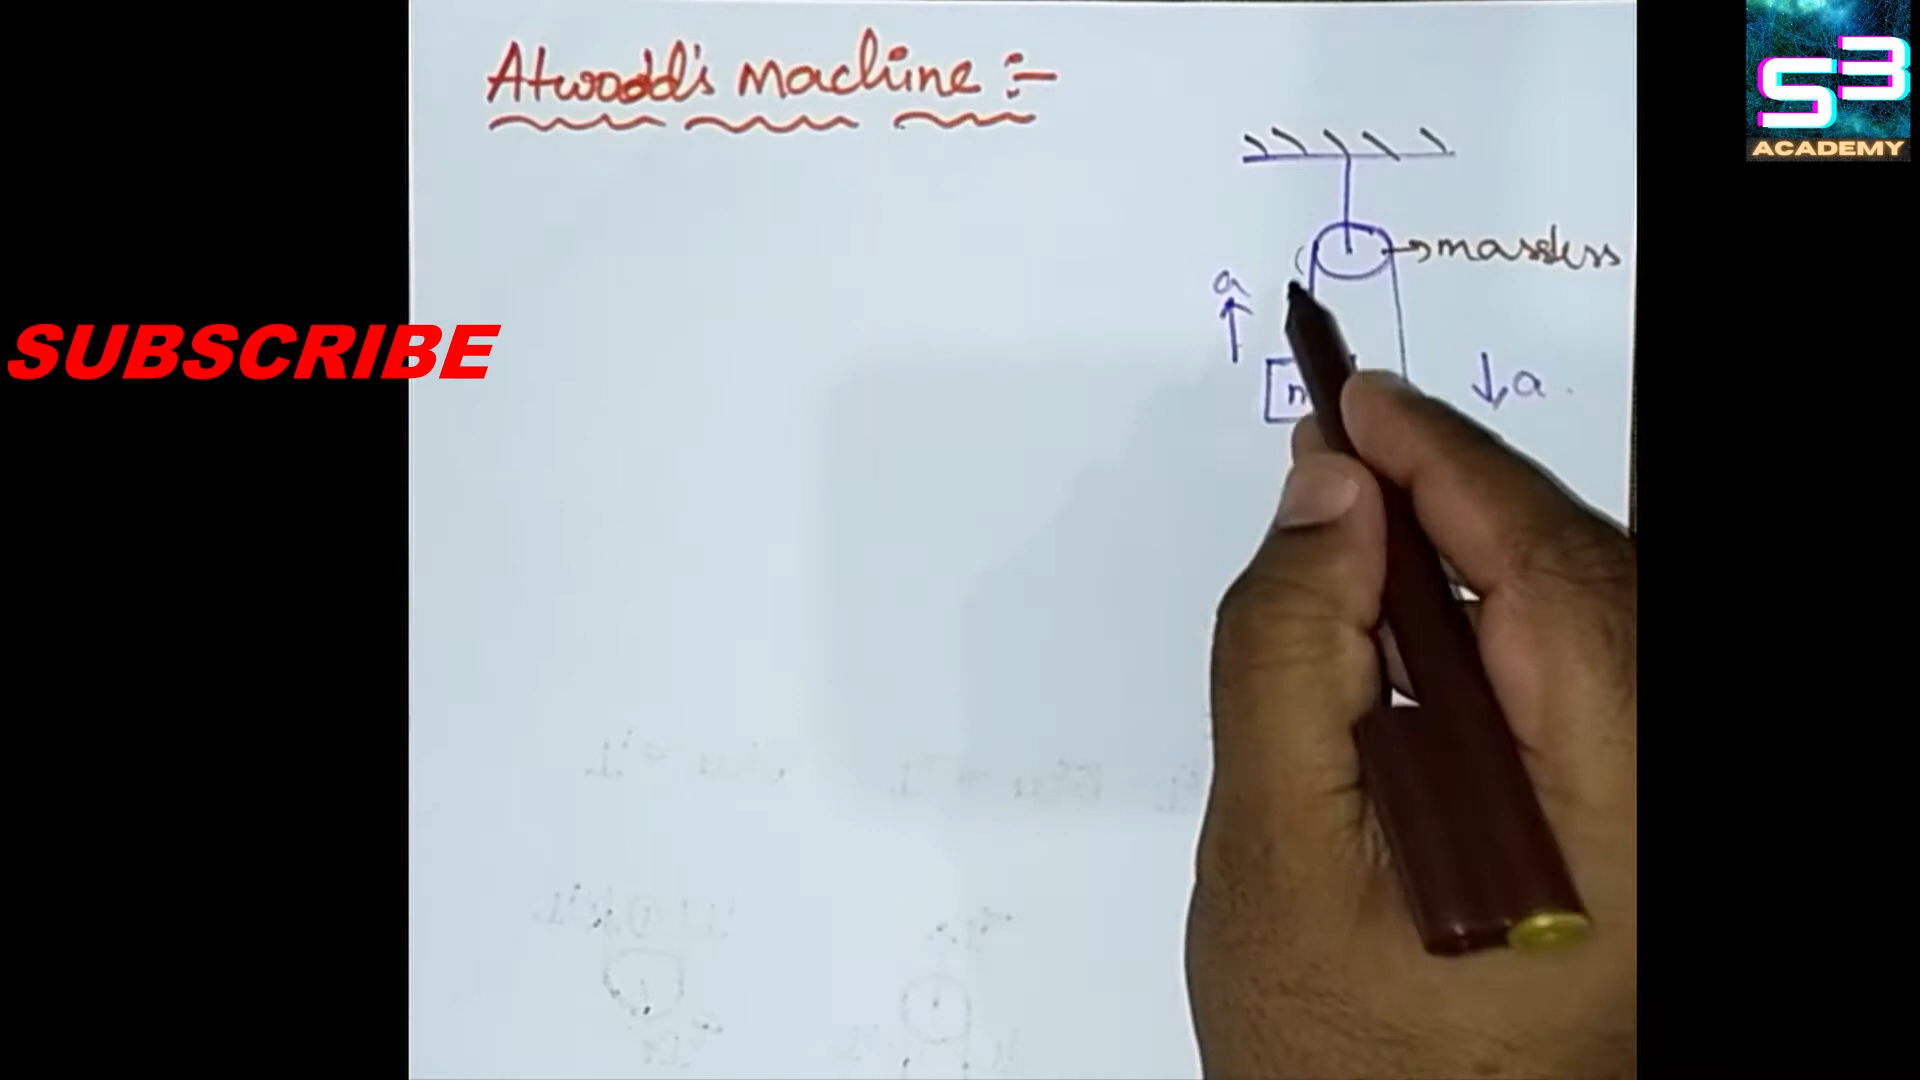 Atwood's machine :-
S3
ACADEMY
massless
a
SUBSCRIBE
a
m